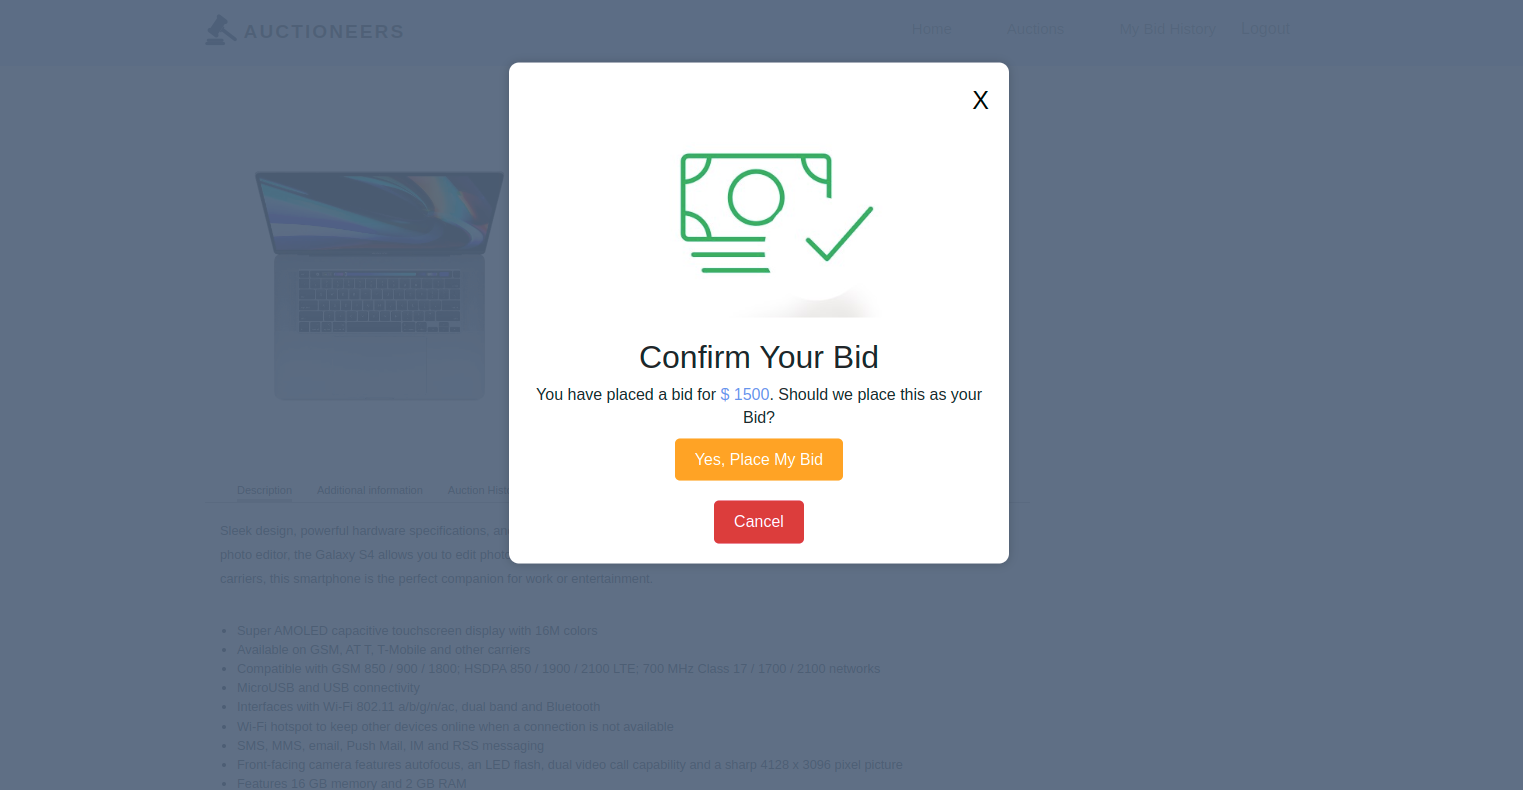 AUCTIONEERS
Home Auctions My Bid History Logout
X
Confirm Your Bid
You have placed a bid for $ 1500. Should we place this as your
Bid?
Yes, Place My Bid
Cancel
Description Additional information Auction
Sleek design, powerful hardware specifications,
photo editor, the Galaxy S4 allows you to edit
carriers, this smartphone is the perfect companion for work or entertainment.
• Super AMOLED capacitive touchscreen display with 16M colors
• Available on GSM, AT T, T-Mobile and other carriers
• Compatible with GSM 850 / 900 / 1800; HSDPA 850 / 1900 / 2100 LTE; 700 MHz Class 17 / 1700 / 2100 networks
• MicroUSB and USB connectivity
• Interfaces with Wi-Fi 802.11 a/b/g/n/ac, dual band and Bluetooth
• Wi-Fi hotspot to keep other devices online when a connection is not available
• SMS, MMS, email, Push Mail, IM and RSS messaging
• Front-facing camera features autofocus, an LED flash, dual video call capability and a sharp 4128 x 3096 pixel picture
• Features 16 GB memory and 2 GB RAM